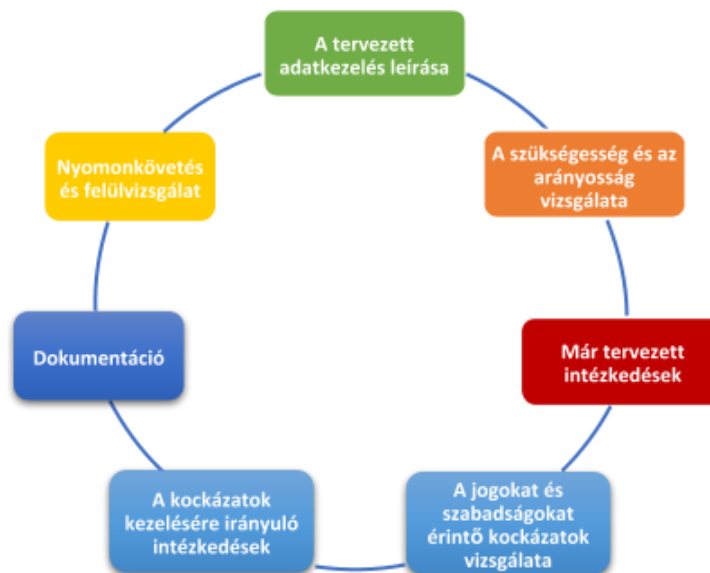 A tervezett
adatkezelés leírása
A szükségesség és az
arányosság
vizsgálata
Már tervezett
intézkedések
A jogokat és
szabadságokat
érintő kockázatok
vizsgálata
A kockázatok
kezelésére irányuló
intézkedések
Dokumentáció
Nyomonkövetés
és felülvizsgálat